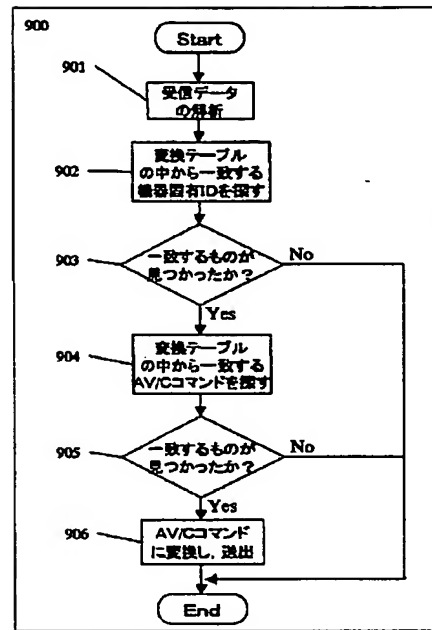 900
Start
901
受信データ
の解析
902
変換テーブル
の中から一致する
機器固有IDを探す
903
一致するものが
見つかったか？
No
Yes
904
変換テーブル
の中から一致する
AV/Cコマンドを探す
905
一致するものが
見つかったか？
No
Yes
906
AV/Cコマンド
に変換し, 送出
End